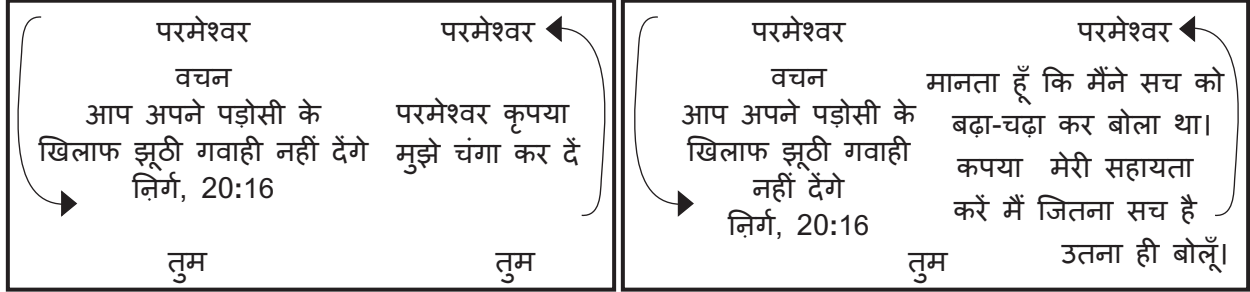 परमेश्वर
वचन
आप अपने पड़ोसी के
खिलाफ झूठी गवाही नहीं देंगे
ऩिर्ग, 20:16
तुम
परमेश्वर
परमेश्वर कृपया
मुझे चंगा कर दें
तुम
परमेश्वर
वचन
आप अपने पड़ोसी के
खिलाफ झूठी गवाही
नहीं देंगे
ऩिर्ग, 20:16
तुम
परमेश्वर
मानता हूँ कि मैंने सच को
बढ़ा-चढ़ा कर बोला था।
कपया मेरी सहायता
करें मैं जितना सच है
उतना ही बोलूँ।